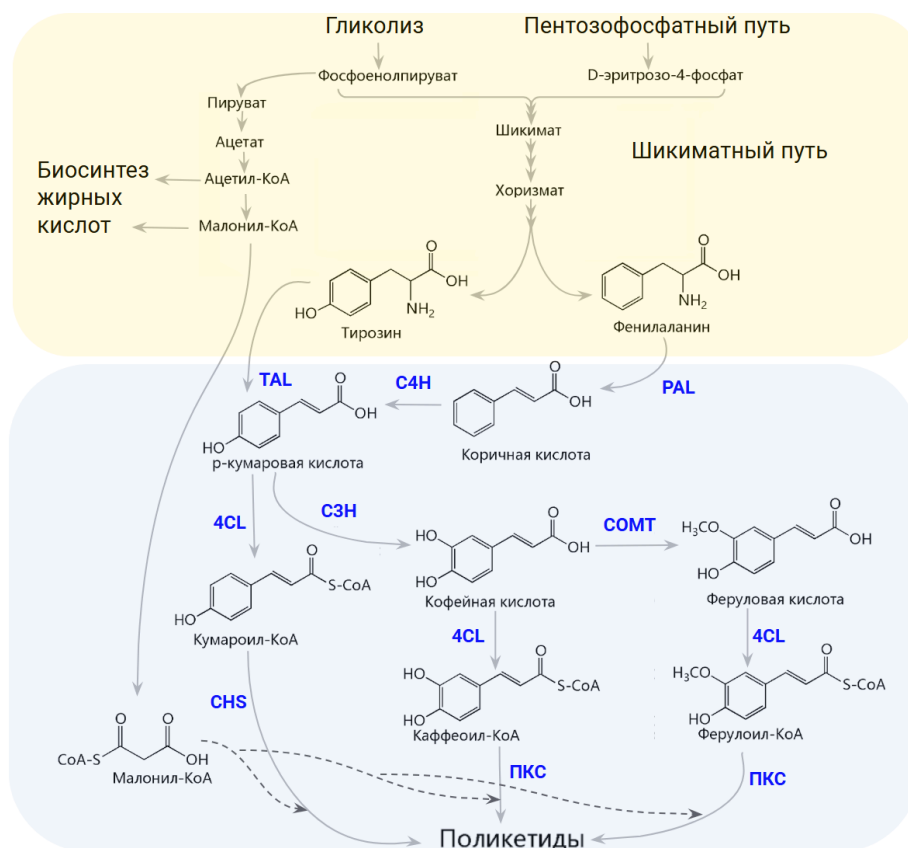 Гликолиз
Пентозофосфатный путь
Фосфоенолпируват
D-эритрозо-4-фосфат
Пируват
Ацетат
Шикимат
Шикиматный путь
Биосинтез
жирных
кислот
Ацетил-КоА
Хоризмат
Малонил-КоА
O
OH
NH₂
HO
Тирозин
O
OH
NH₂
Фенилаланин
TAL
C4H
PAL
O
OH
HO
р-кумаровая кислота
O
OH
Коричная кислота
4CL
C3H
COMT
O
S-CoA
HO
Кумароил-КоА
HO
HO
O
OH
Кофейная кислота
H₃CO
HO
O
OH
Феруловая кислота
4CL
4CL
HO
HO
O
S-CoA
Каффеоил-КоА
H₃CO
HO
O
S-CoA
Ферулоил-КоА
CHS
O
O
CoA-S
OH
Малонил-КоА
ПКС
ПКС
Поликетиды